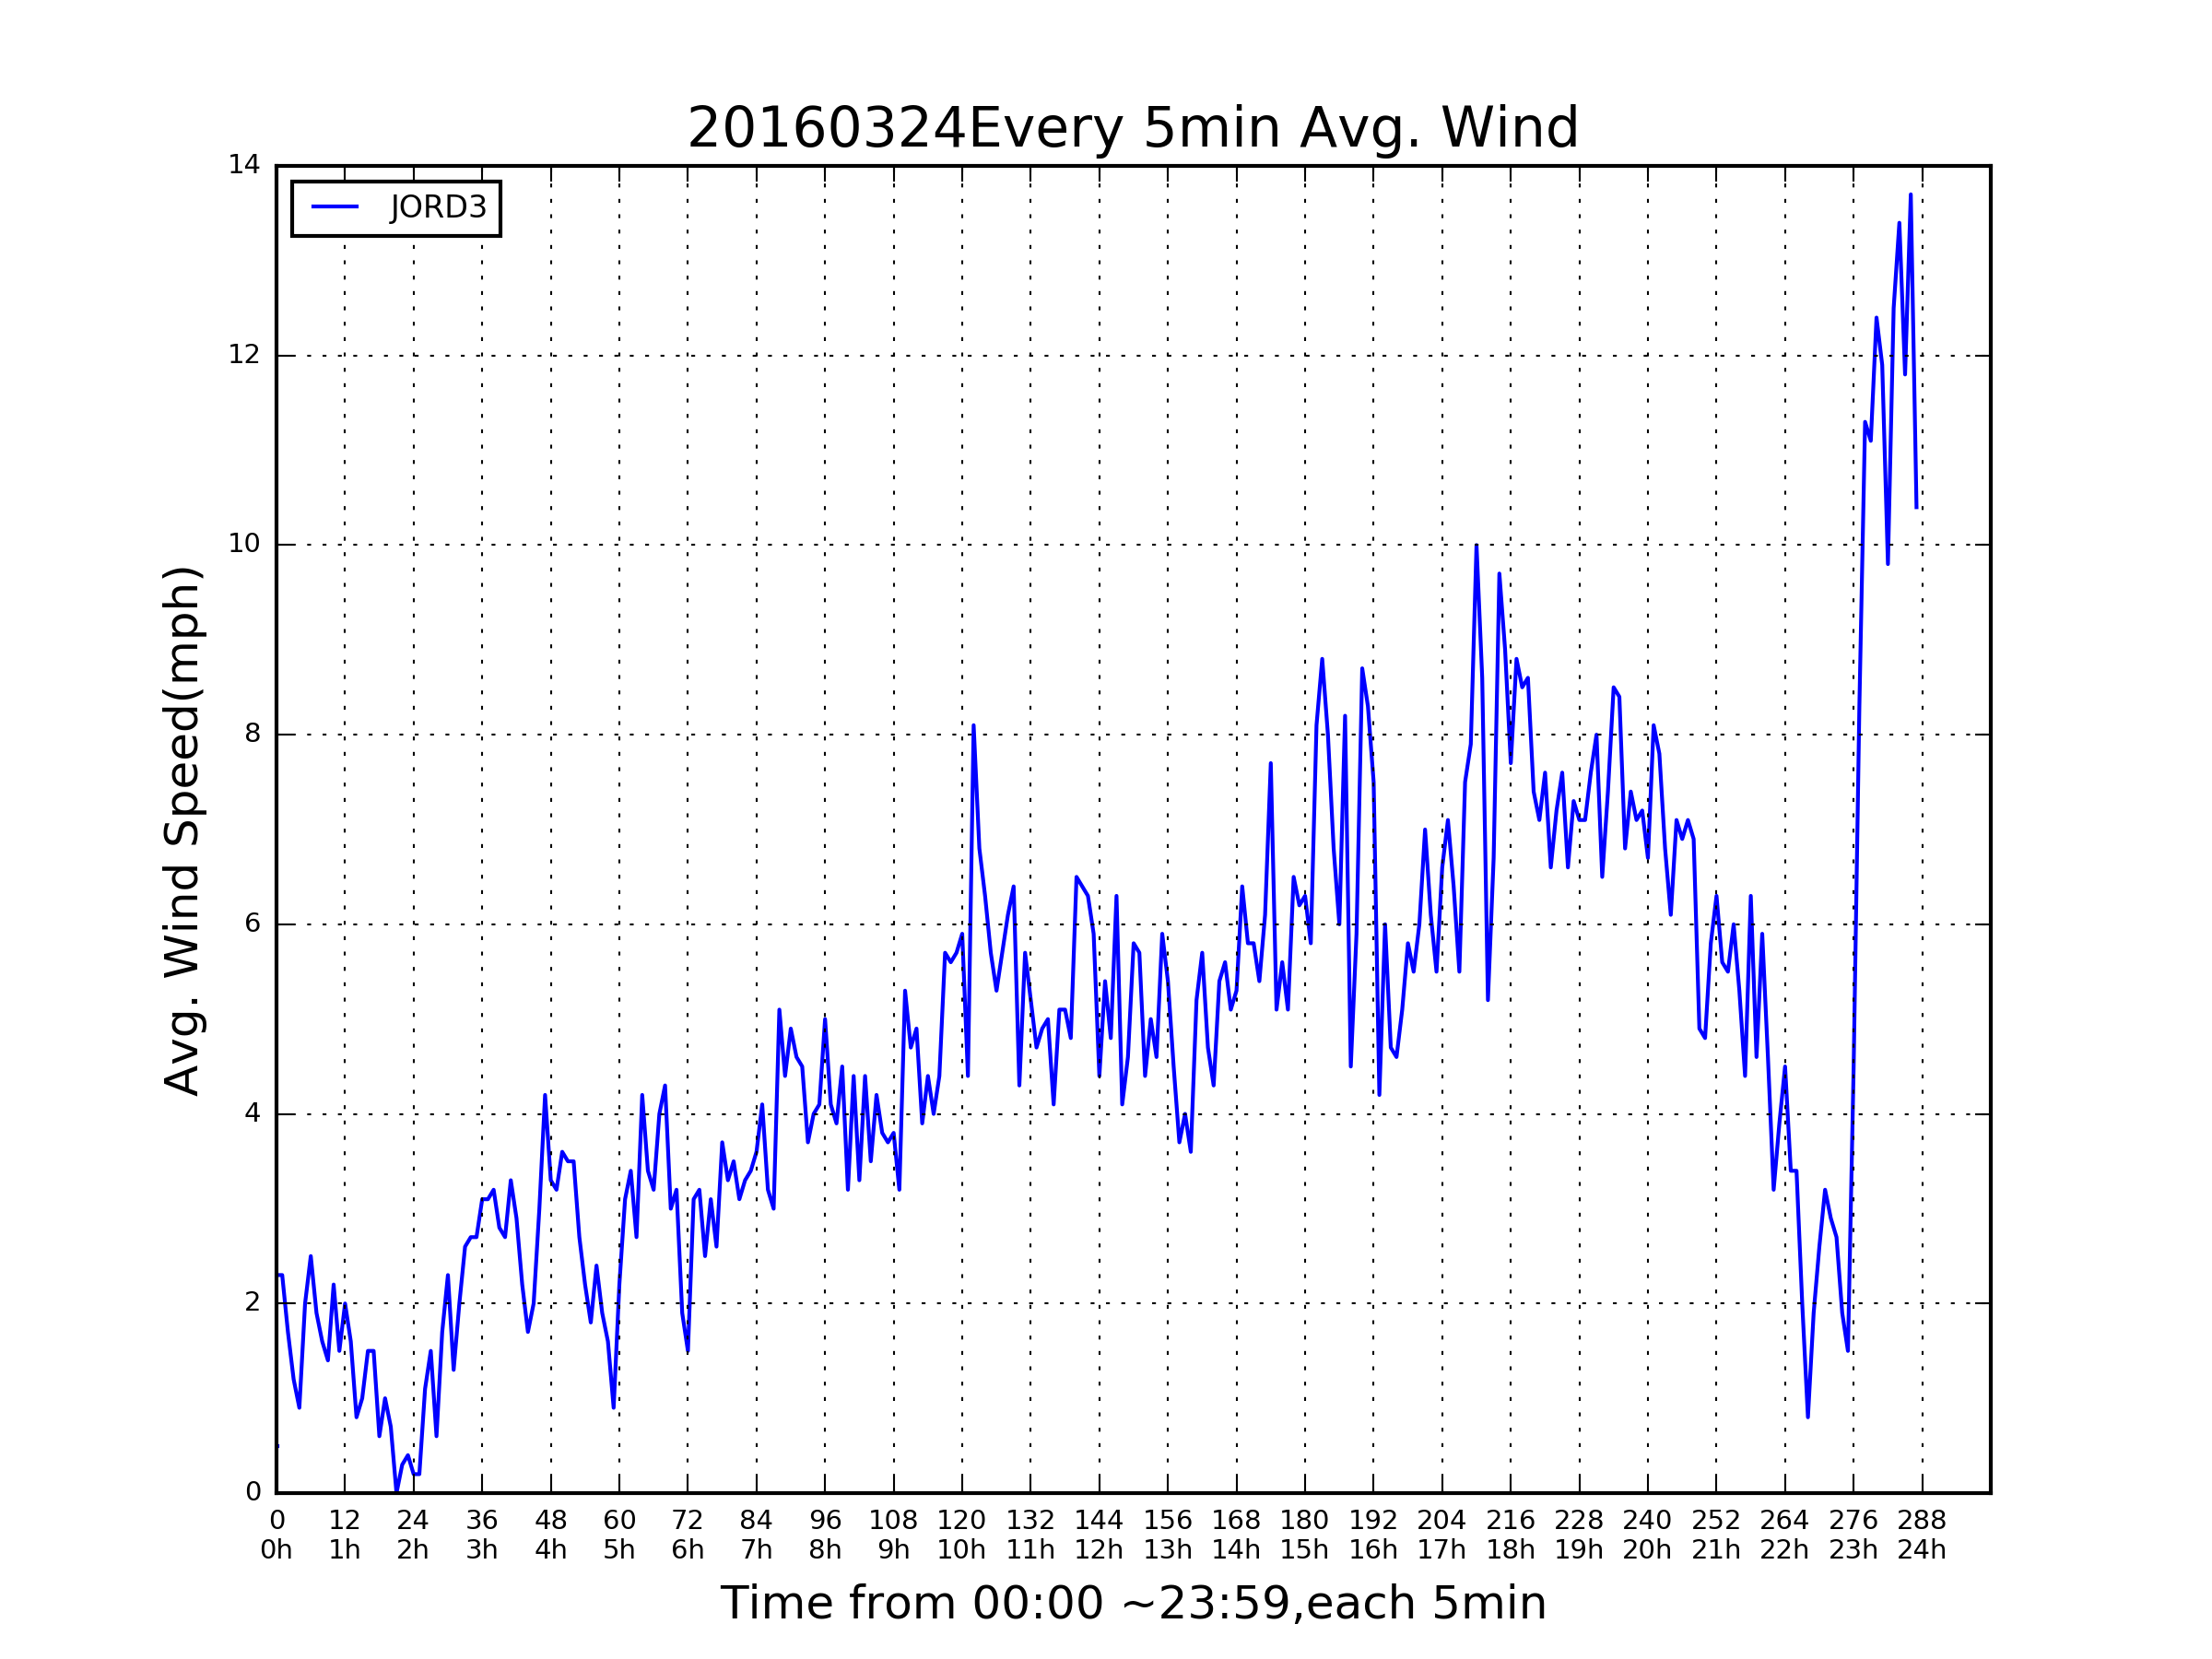 20160324Every 5min Avg. Wind
JORD3
14
12
10
8
6
4
2
0
Avg. Wind Speed(mph)
0 12 24 36 48 60 72 84 96 108 120 132 144 156 168 180 192 204 216 228 240 252 264 276 288
0h 1h 2h 3h 4h 5h 6h 7h 8h 9h 10h 11h 12h 13h 14h 15h 16h 17h 18h 19h 20h 21h 22h 23h 24h
Time from 00:00 ~23:59,each 5min